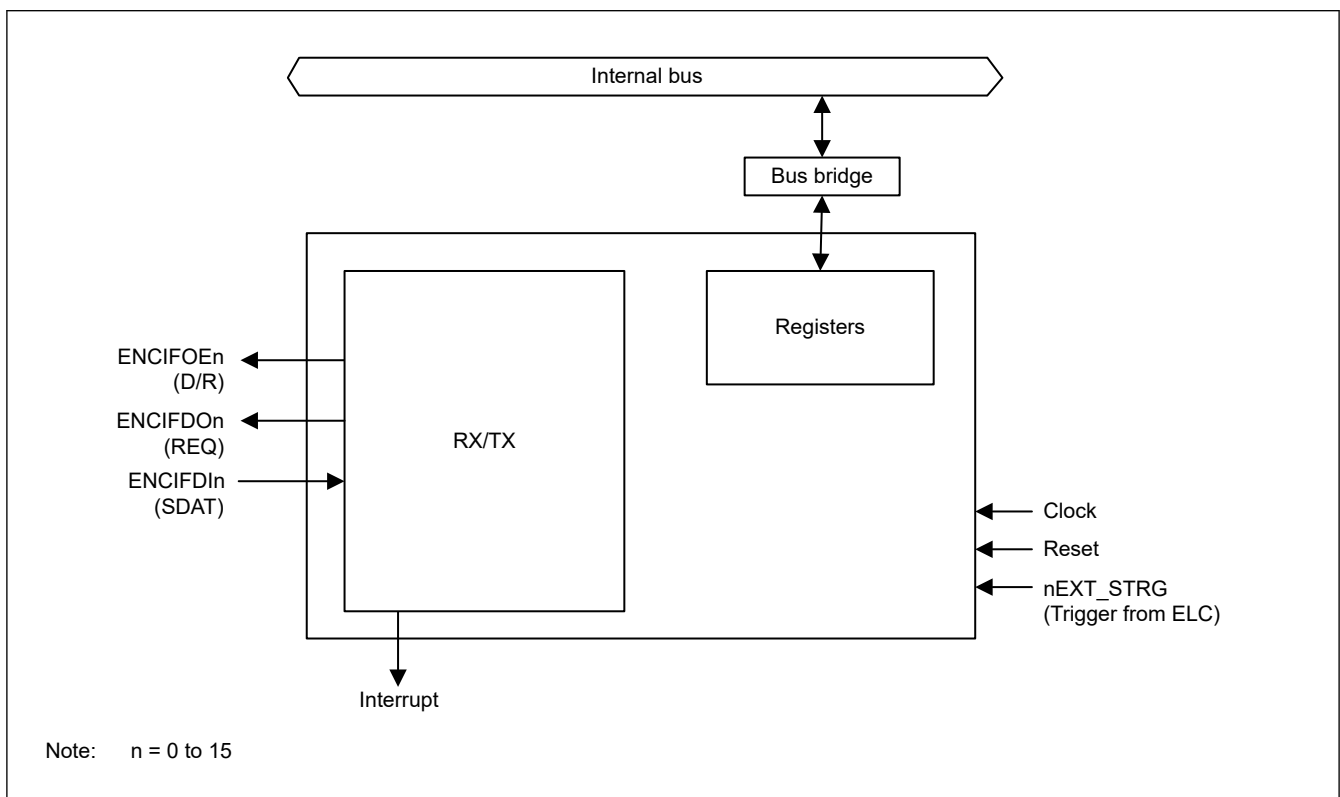 Internal bus
Bus bridge
Registers
RX/TX
ENCIFOEn
(D/R)
ENCIFDOn
(REQ)
ENCIFDIn
(SDAT)
Clock
Reset
nEXT_STRG
(Trigger from ELC)
Interrupt
Note: n = 0 to 15